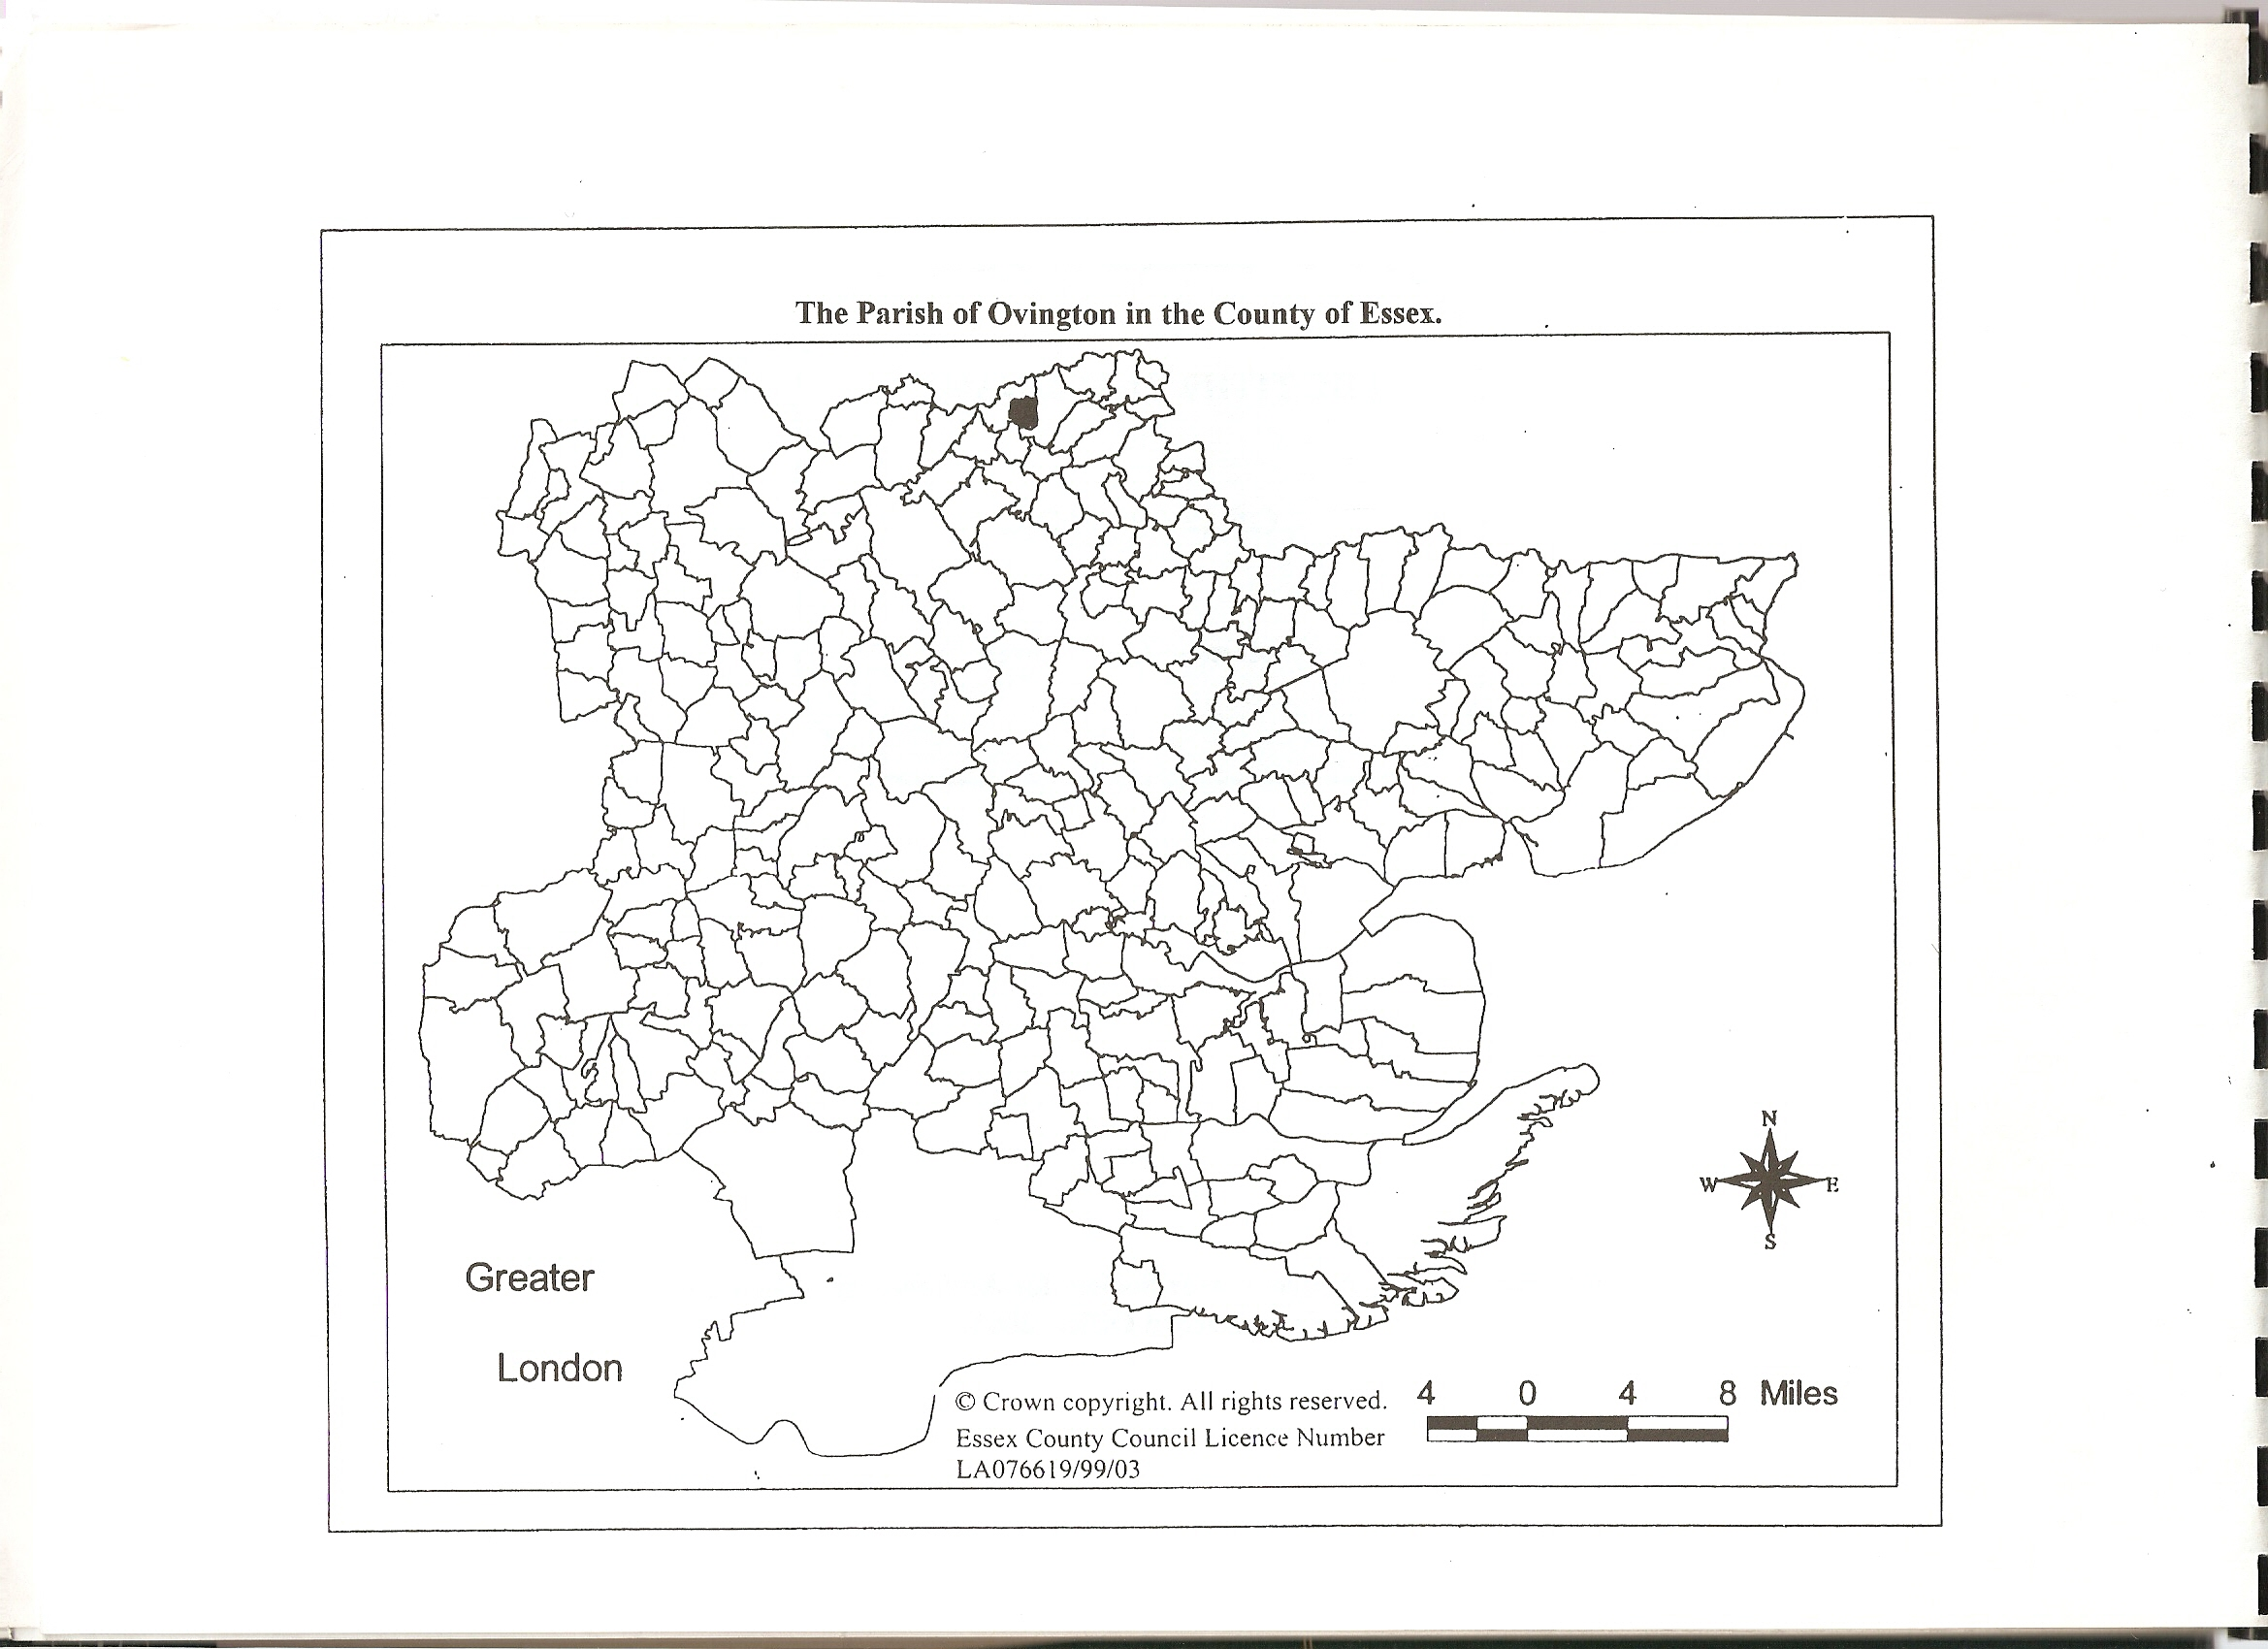 The Parish of Ovington in the County of Essex.
N
W E
S
Greater
London
4 0 4 8 Miles
© Crown copyright. All rights reserved.
Essex County Council Licence Number
LA076619/99/03